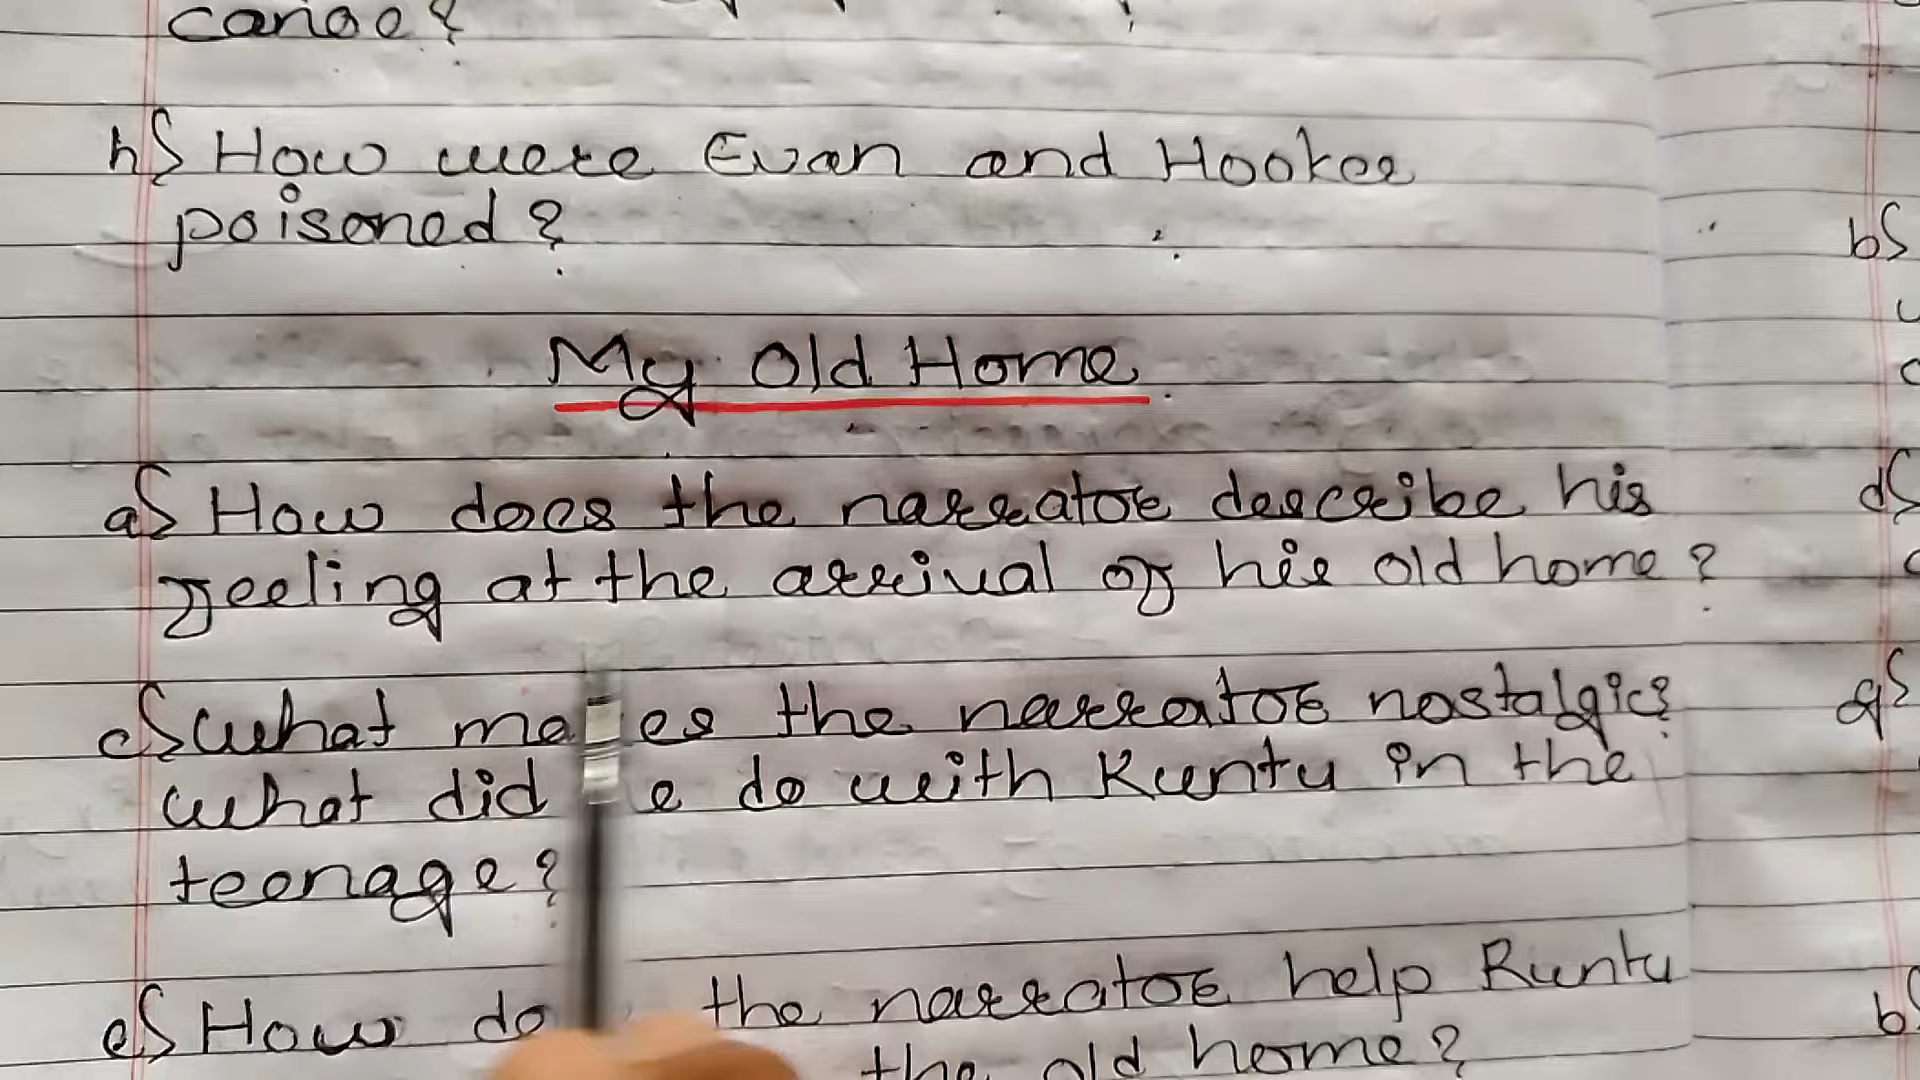 canoe?
h) How were Evan and Hooker
poisoned?
My Old Home
a) How does the narrator describe his
feeling at the arrival of his old home?
c) what makes the narrator nostalgic?
what did he do with Runtu in the
teenage?
e) How do the narrator help Runtu
the old home?
b)
d)
g)
b)